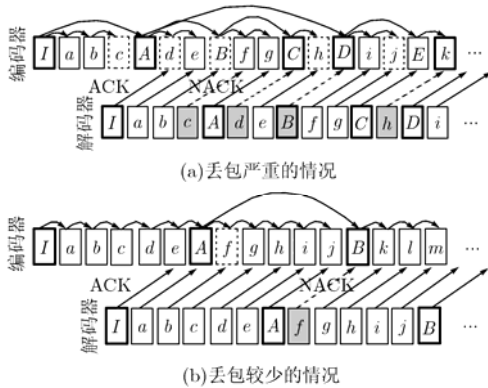 编码器
I a b c A d e B f g C h D i j E k ...
ACK NACK
解码器
I a b c A d e B f g C h D i ...
(a)丢包严重的情况
编码器
I a b c d e A f g h i j B k l m ...
ACK NACK
解码器
I a b c d e A f g h i j B ...
(b)丢包较少的情况